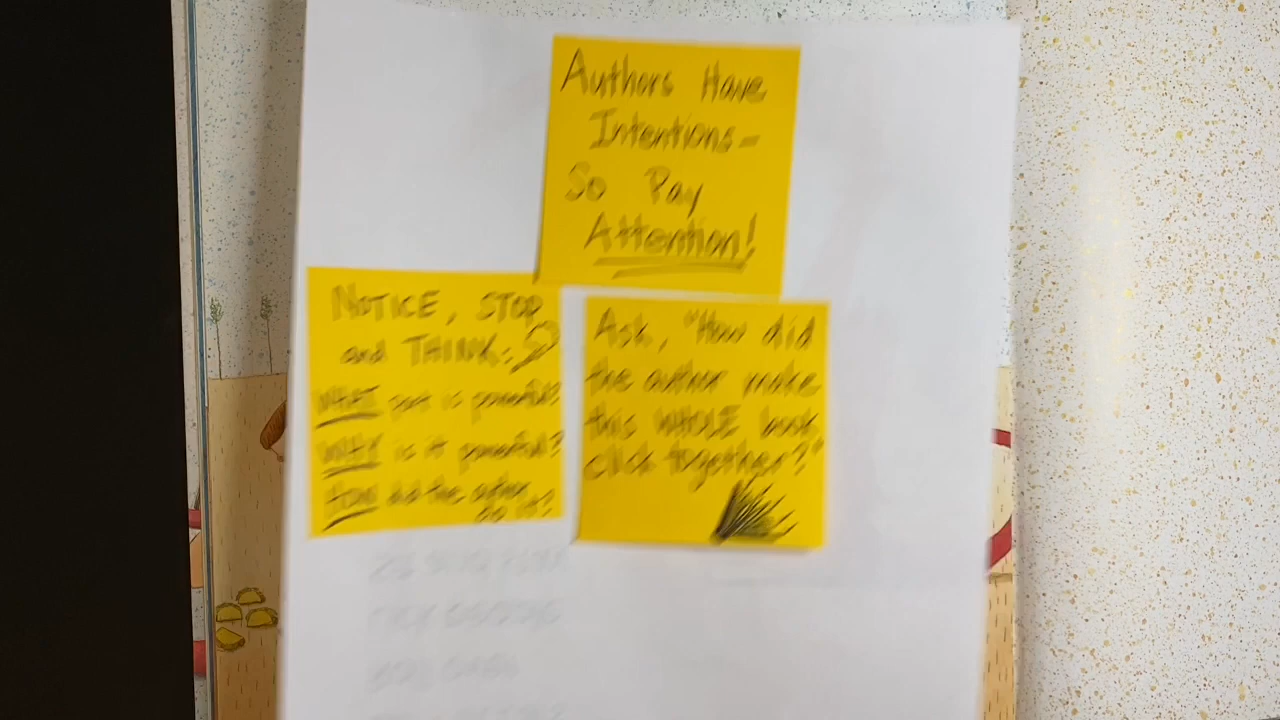 Authors Have
Intentions -
So Pay
Attention!
NOTICE, STOP
and THINK:
WHAT part is powerful?
WHY is it powerful?
HOW did the author
do it?
Ask, "How did
the author make
this WHOLE book
click together?"